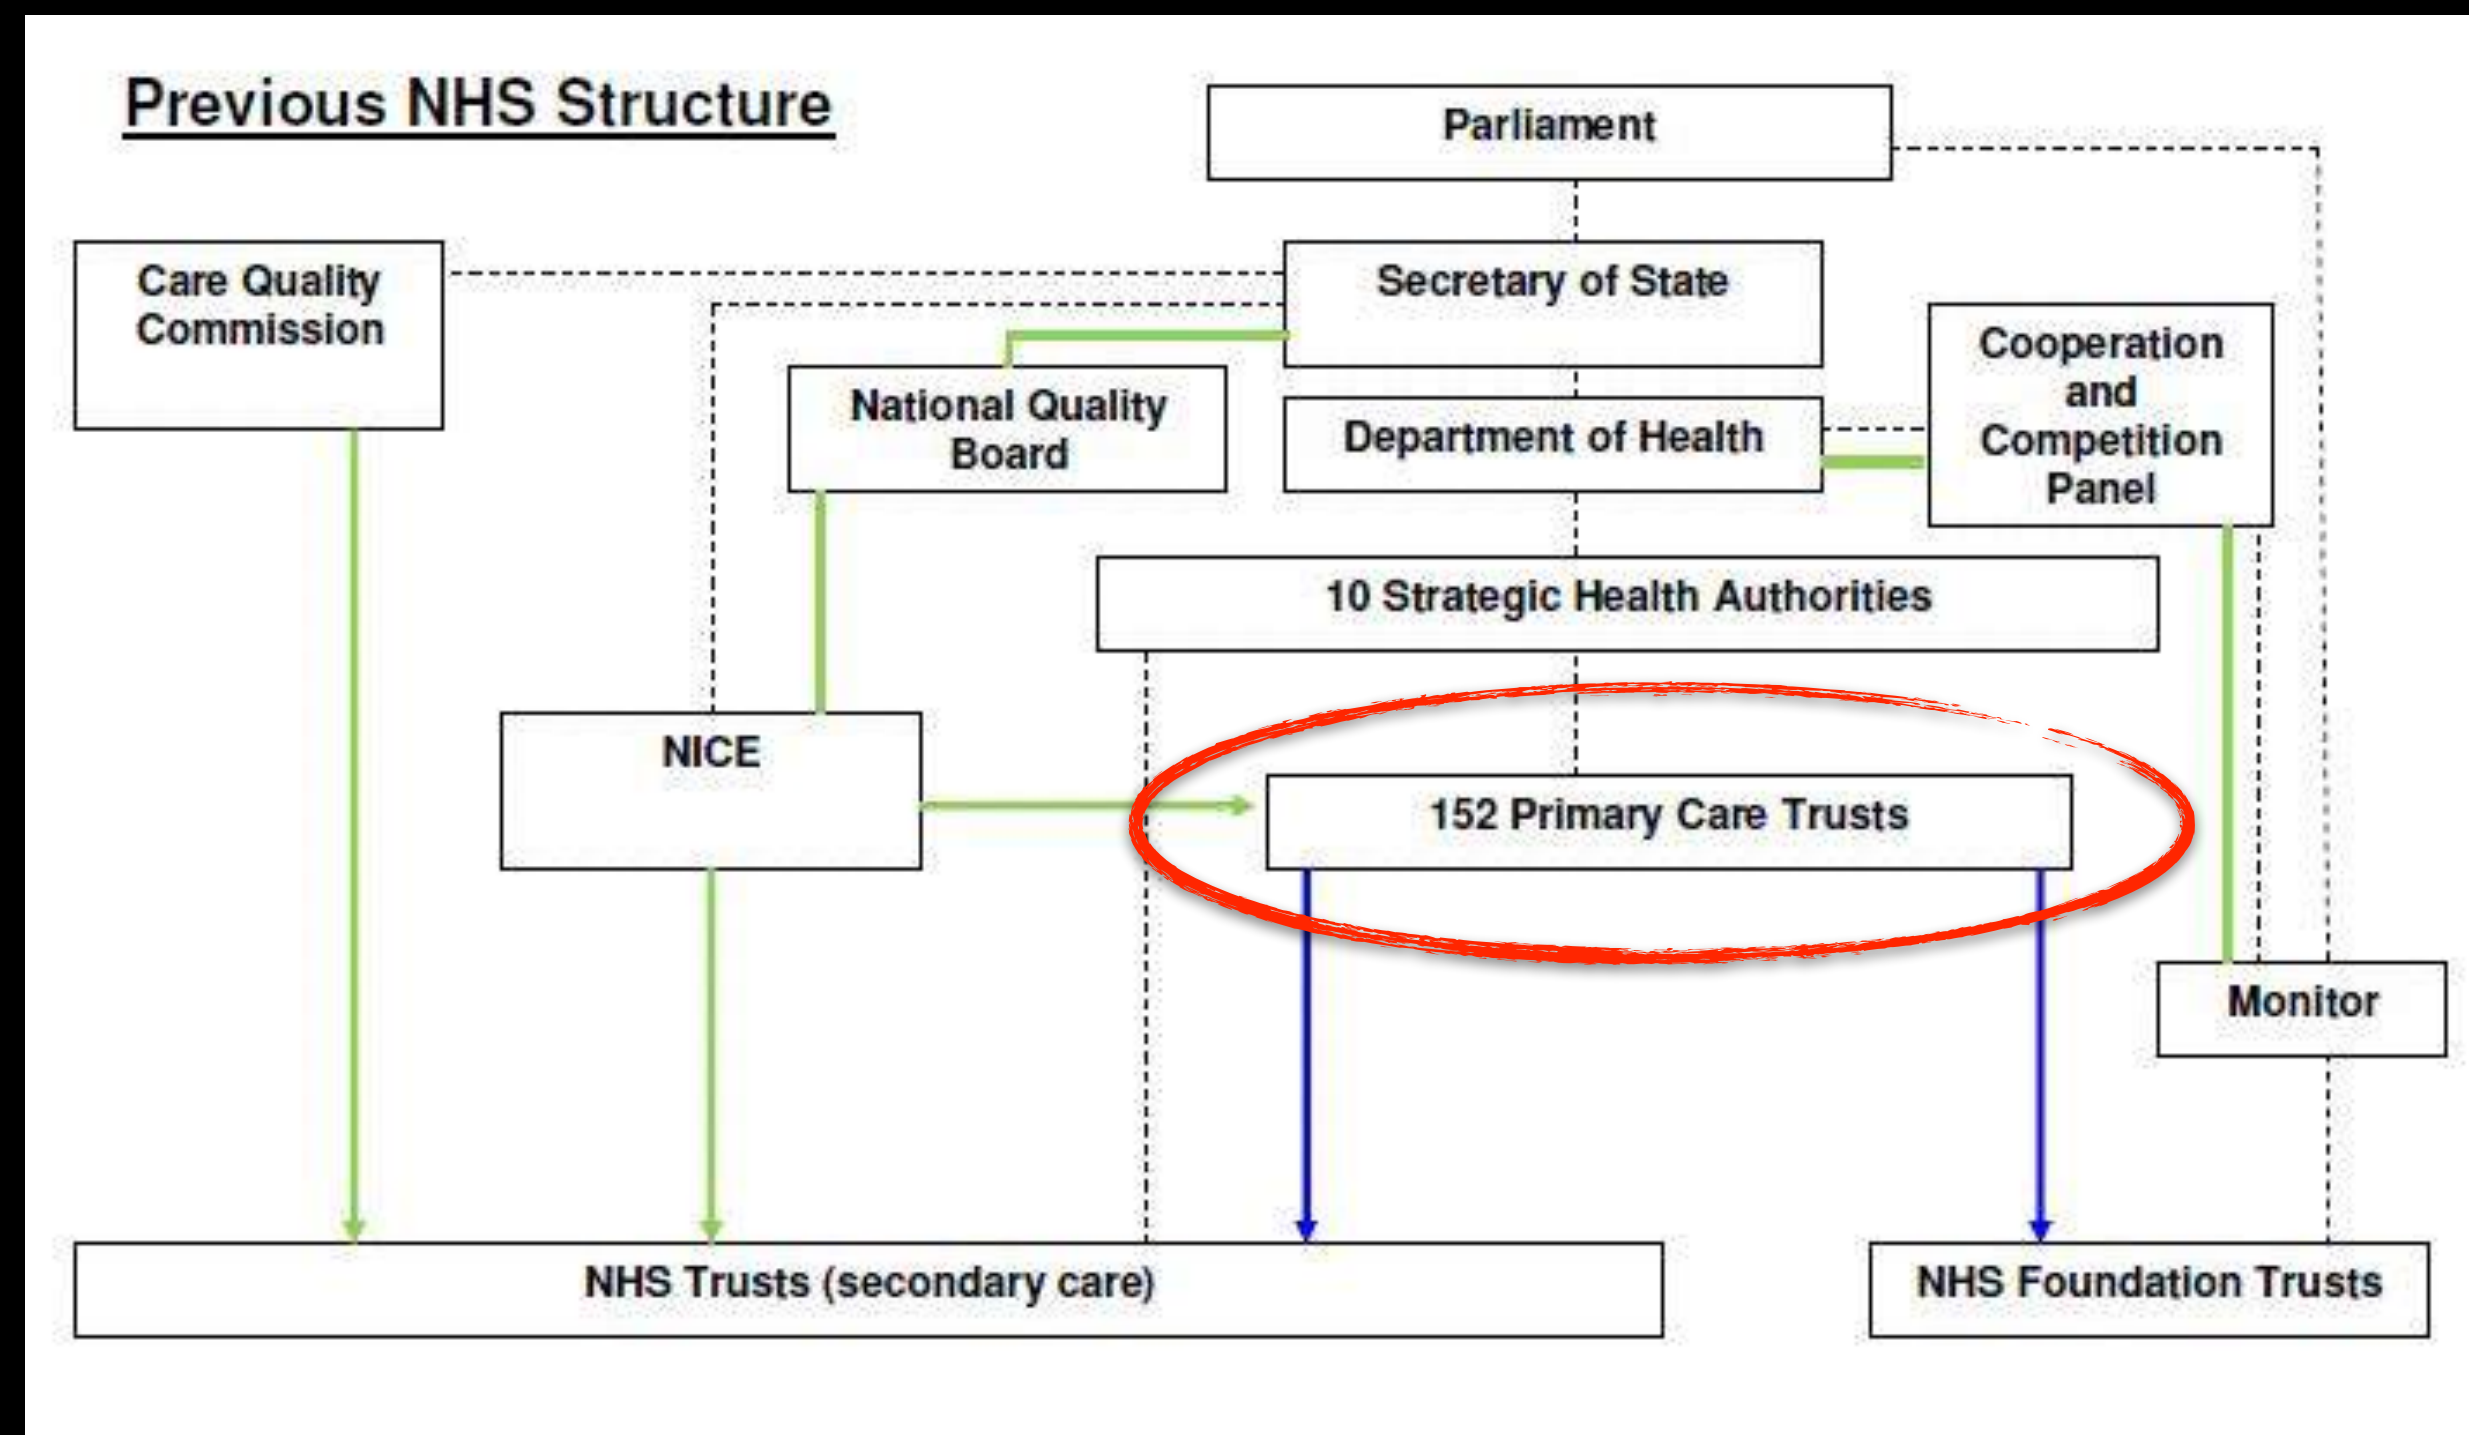 Previous NHS Structure
Parliament
Care Quality
Commission
Secretary of State
Cooperation
and
Competition
Panel
National Quality
Board
Department of Health
10 Strategic Health Authorities
NICE
152 Primary Care Trusts
Monitor
NHS Trusts (secondary care)
NHS Foundation Trusts